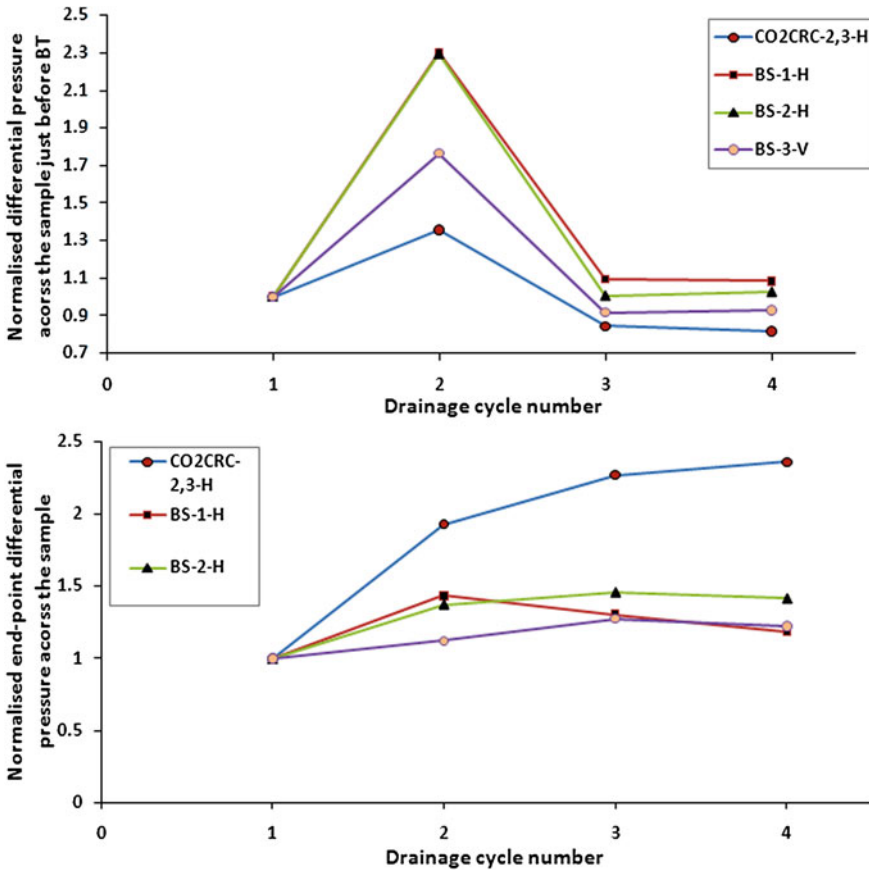 Normalised differential pressure
acorss the sample just before BT
2.5
2.3
2.1
1.9
1.7
1.5
1.3
1.1
0.9
0.7
CO2CRC-2,3-H
BS-1-H
BS-2-H
BS-3-V
0
1
2
3
4
Drainage cycle number
Normalised end-point differential
pressure acorss the sample
2.5
2
1.5
1
0.5
0
CO2CRC-
2,3-H
BS-1-H
BS-2-H
0
1
2
3
4
Drainage cycle number